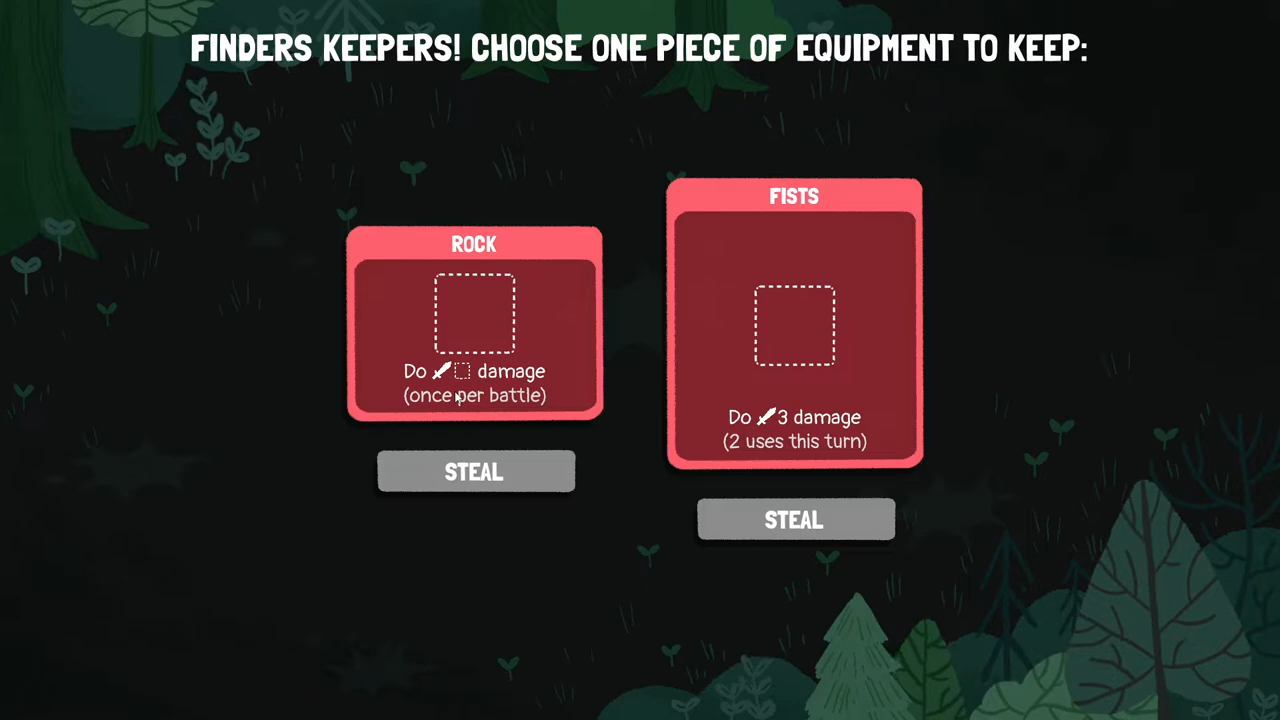 FINDERS KEEPERS! CHOOSE ONE PIECE OF EQUIPMENT TO KEEP:
ROCK
Do damage
(once per battle)
STEAL
FISTS
Do 3 damage
(2 uses this turn)
STEAL